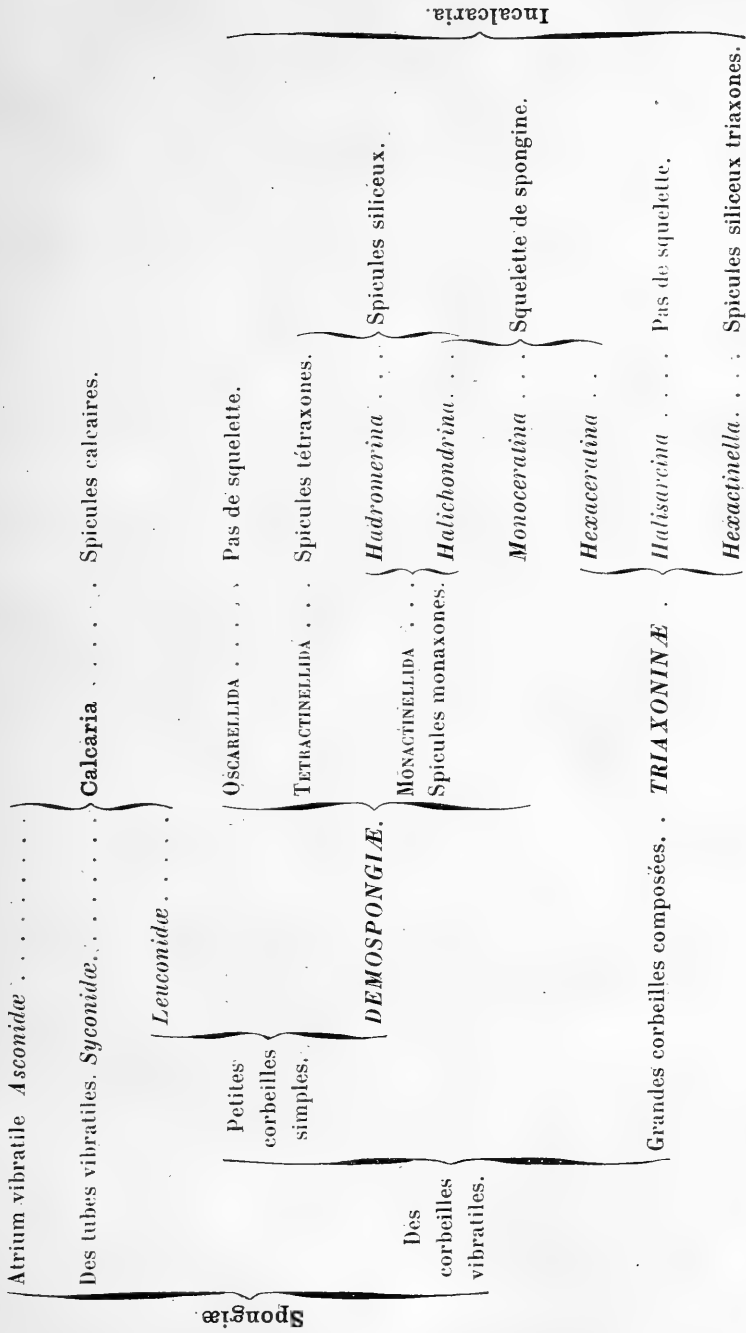 Spongiæ.
Atrium vibratile Asconidæ . . . . . . . . .
Des tubes vibratiles. Syconidæ. . . . . . . .
Des
corbeilles
vibratiles.
Petites
corbeilles
simples.
Leuconidæ . . . . .
Calcaria . . . . . . Spicules calcaires.
DEMOSPONGIÆ.
OSCARELLIDA . . . . . Pas de squelette.
TETRACTINELLIDA . . . Spicules tétraxones.
MONACTINELLIDA . . .
Spicules monaxones.
Hadromerina . . . .
Halichondrina . . .
Spicules siliceux.
Monoceratina . . .
Squelette de spongine.
Hexaceratina . . .
Grandes corbeilles composées. . TRIAXONINÆ .
Halisarcina . . . . Pas de squelette.
Hexactinella. . . . Spicules siliceux triaxones.
Incalcaria.